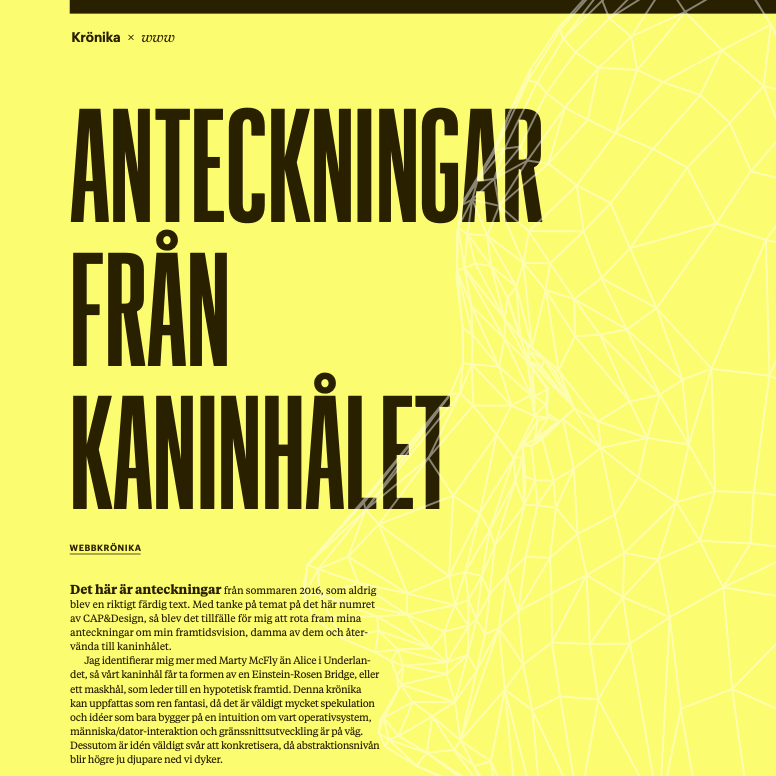 Krönika × www
ANTECKNINGAR
FRÅN
KANINHÅLET
WEBBKRÖNIKA
Det här är anteckningar från sommaren 2016, som aldrig
blev en riktigt färdig text. Med tanke på temat på det här numret
av CAP&Design, så blev det tillfälle för mig att rota fram mina
anteckningar om min framtidsvision, damma av dem och åter-
vända till kaninhålet.
Jag identifierar mig mer med Marty McFly än Alice i Underlan-
det, så vårt kaninhål får ta formen av en Einstein-Rosen Bridge, eller
ett maskhål, som leder till en hypotetisk framtid. Denna krönika
kan uppfattas som ren fantasi, då det är väldigt mycket spekulation
och idéer som bara bygger på en intuition om vart operativsystem,
människa/dator-interaktion och gränssnittsutveckling är på väg.
Dessutom är idén väldigt svår att konkretisera, då abstraktionsnivån
blir högre ju djupare ned vi dyker.